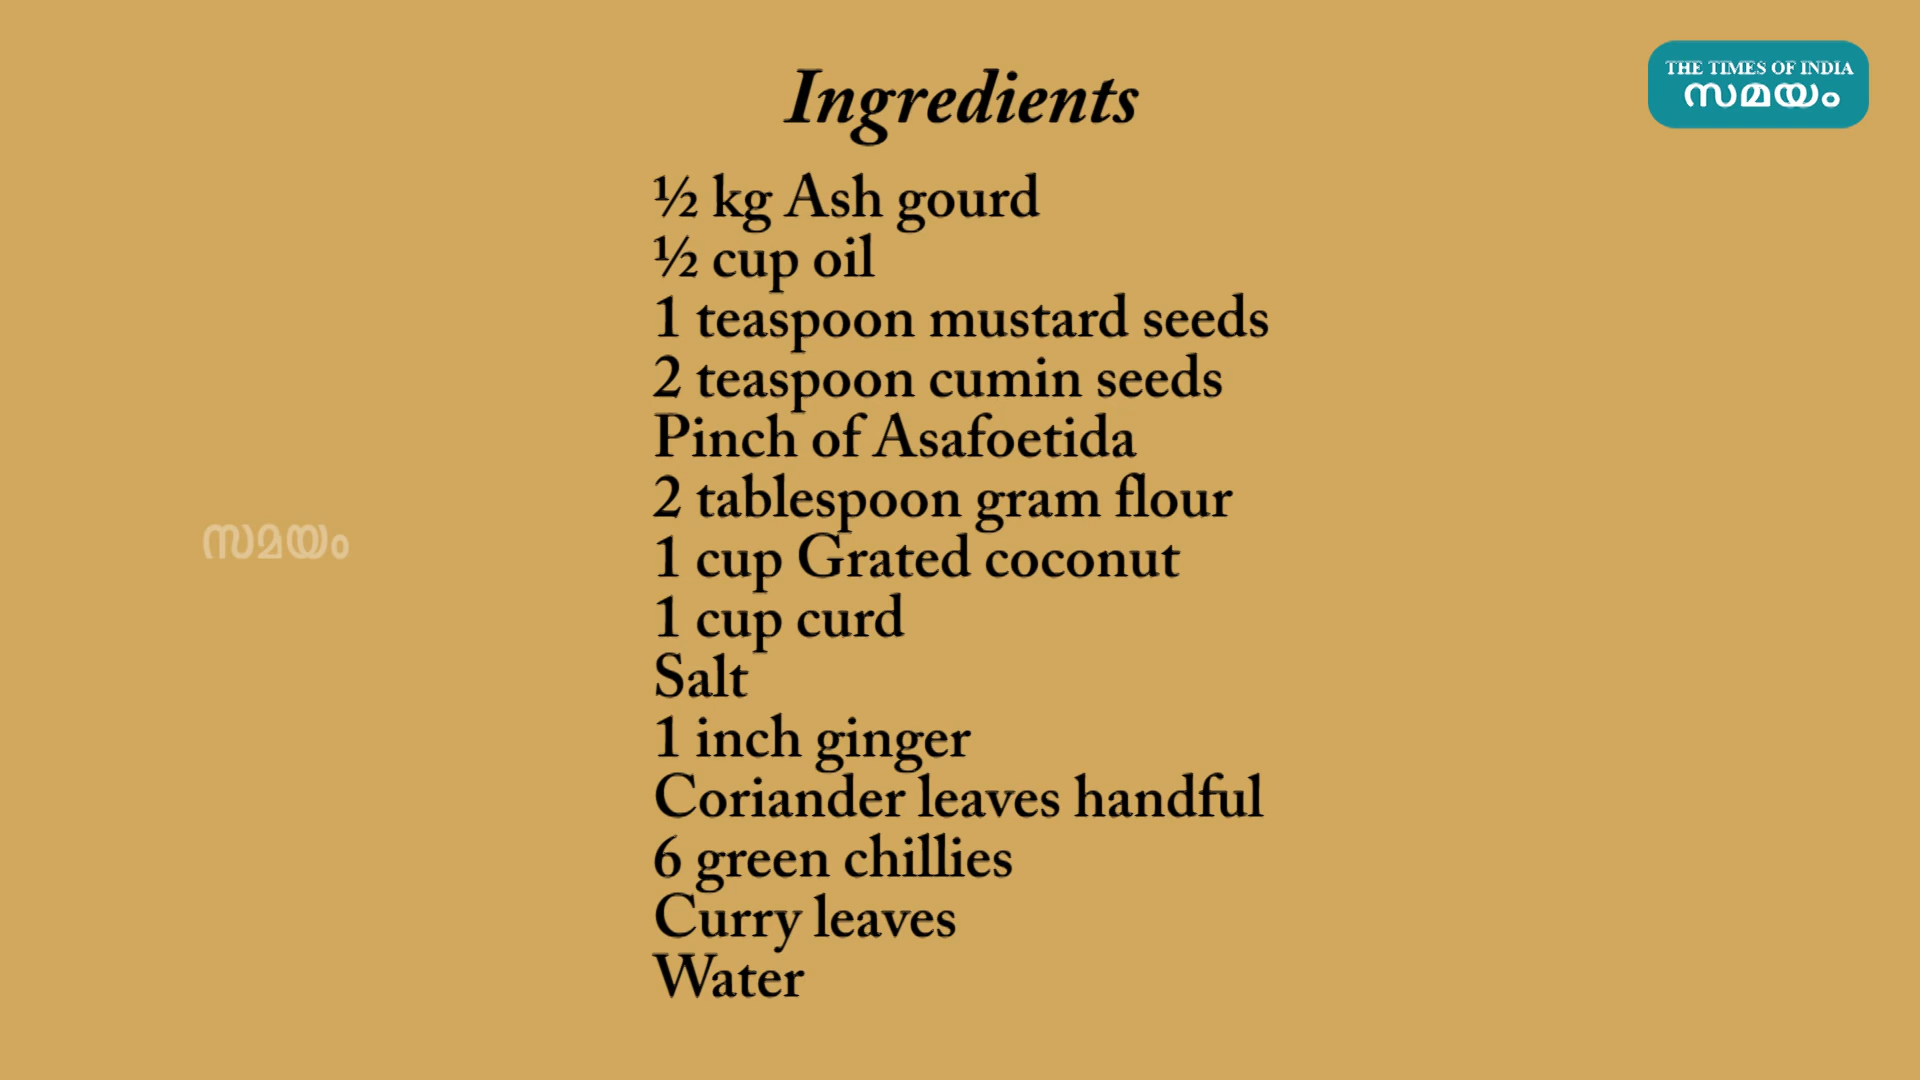 Ingredients
THE TIMES OF INDIA
സമയം
½ kg Ash gourd
½ cup oil
1 teaspoon mustard seeds
2 teaspoon cumin seeds
Pinch of Asafoetida
2 tablespoon gram flour
സമയം
1 cup Grated coconut
1 cup curd
Salt
1 inch ginger
Coriander leaves handful
6 green chillies
Curry leaves
Water